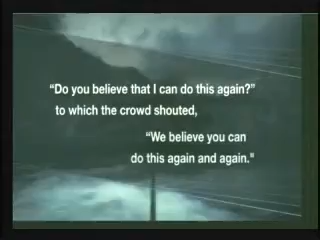 “Do you believe that I can do this again?”
to which the crowd shouted,
“We believe you can
do this again and again."